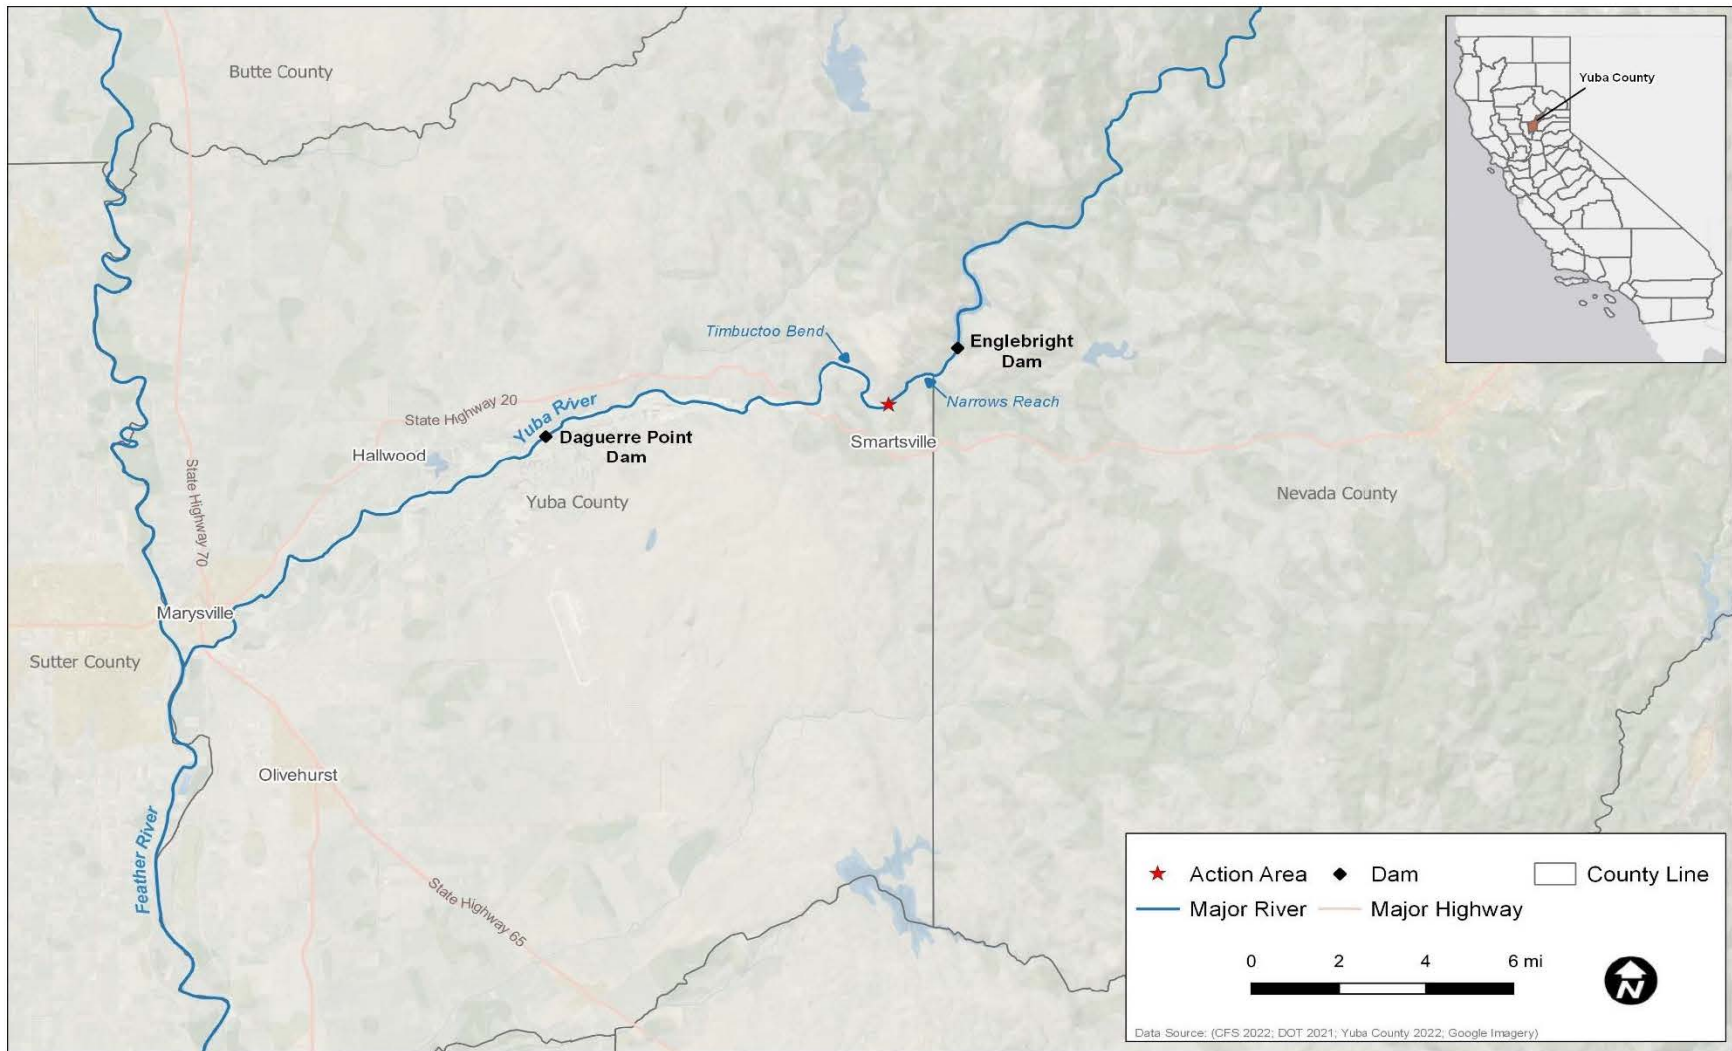 Butte County
Yuba County
Timbuctoo Bend
Englebright
Dam
Narrows Reach
State Highway 20
Yuba River
Daguerre Point
Dam
Hallwood
Smartsville
State Highway 70
Yuba County
Nevada County
Marysville
Sutter County
Olivehurst
Feather River
State Highway 65
Action Area
Dam
County Line
Major River
Major Highway
0 2 4 6 mi
N
Data Source: (CFS 2022; DOT 2021; Yuba County 2022; Google Imagery)